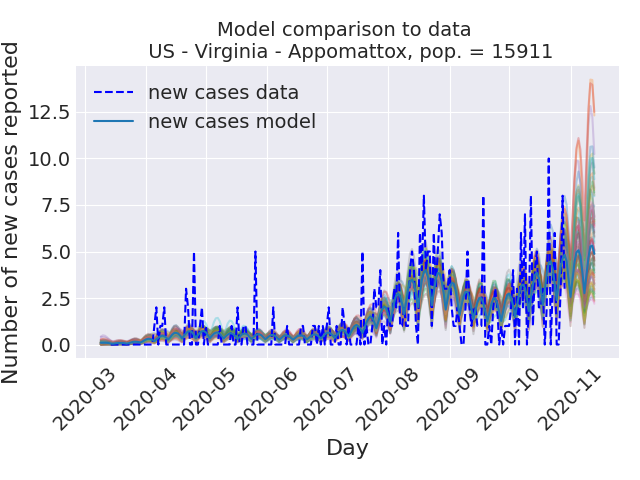 Model comparison to data
US - Virginia - Appomattox, pop. = 15911
new cases data
new cases model
Number of new cases reported
12.5
10.0
7.5
5.0
2.5
0.0
2020-03
2020-04
2020-05
2020-06
2020-07
2020-08
2020-09
2020-10
2020-11
Day